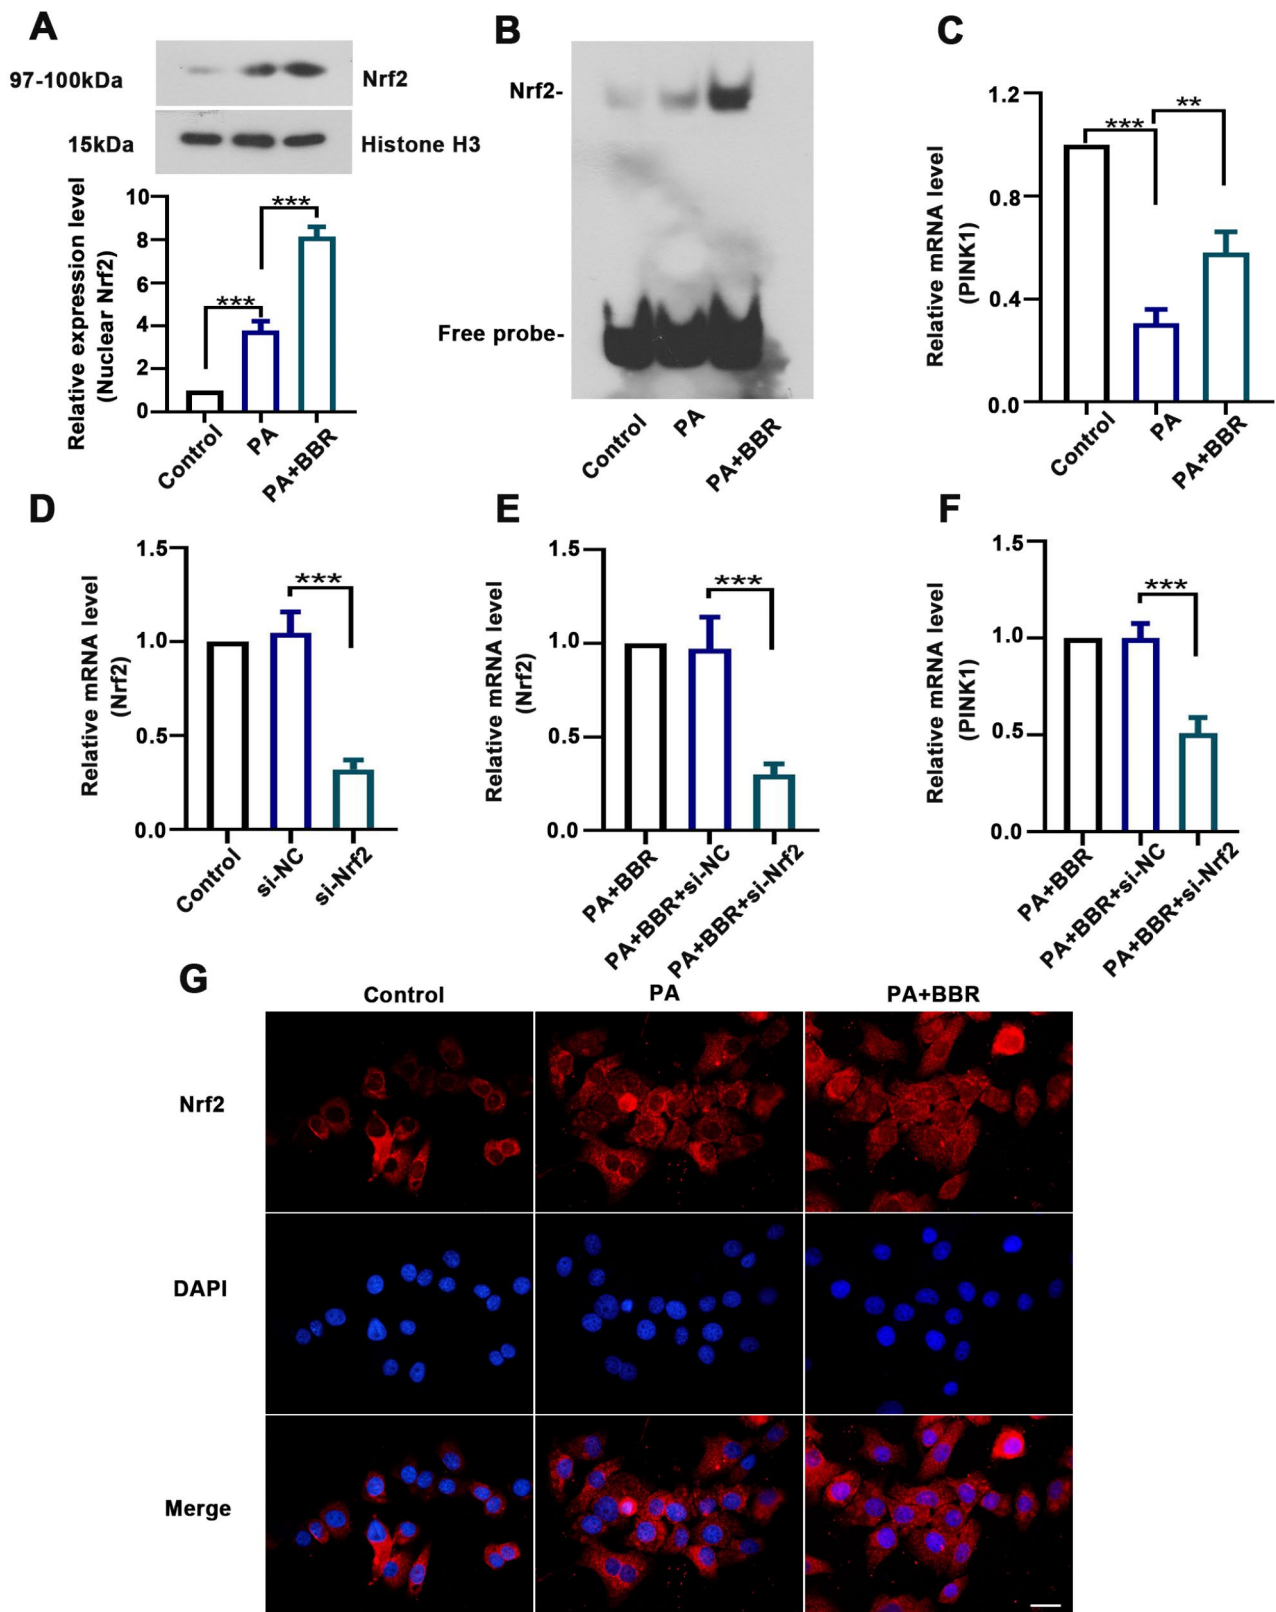 A
97-100kDa
Nrf2
15kDa
Histone H3
Relative expression level
(Nuclear Nrf2)
10
8
6
4
2
0
***
***
Control
PA
PA+BBR
B
Nrf2-
Free probe-
Control
PA
PA+BBR
C
Relative mRNA level
(PINK1)
1.2
0.8
0.4
0.0
***
**
Control
PA
PA+BBR
D
Relative mRNA level
(Nrf2)
1.5
1.0
0.5
0.0
***
Control
si-NC
si-Nrf2
E
Relative mRNA level
(Nrf2)
1.5
1.0
0.5
0.0
***
PA+BBR
PA+BBR+si-NC
PA+BBR+si-Nrf2
F
Relative mRNA level
(PINK1)
1.5
1.0
0.5
0.0
***
PA+BBR
PA+BBR+si-NC
PA+BBR+si-Nrf2
G
Control
PA
PA+BBR
Nrf2
DAPI
Merge